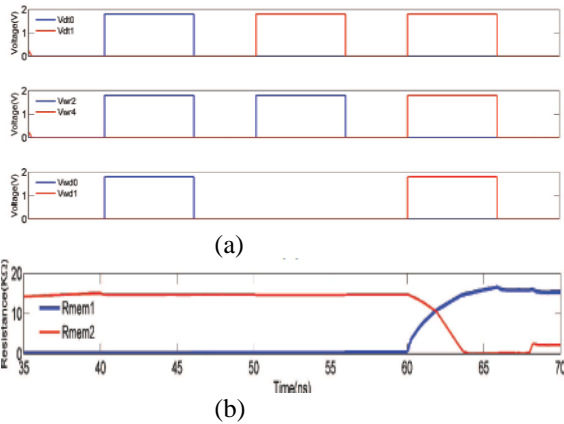 2
Vdt0
Vdt1
Voltage(V)
1
0
2
Vwr2
Vwr4
Voltage(V)
1
0
2
Vwd0
Vwd1
Voltage(V)
1
0
(a)
Resistance(KΩ)
20
10
0
Rmem1
Rmem2
35 40 45 50 55 60 65 70
Time(ns)
(b)